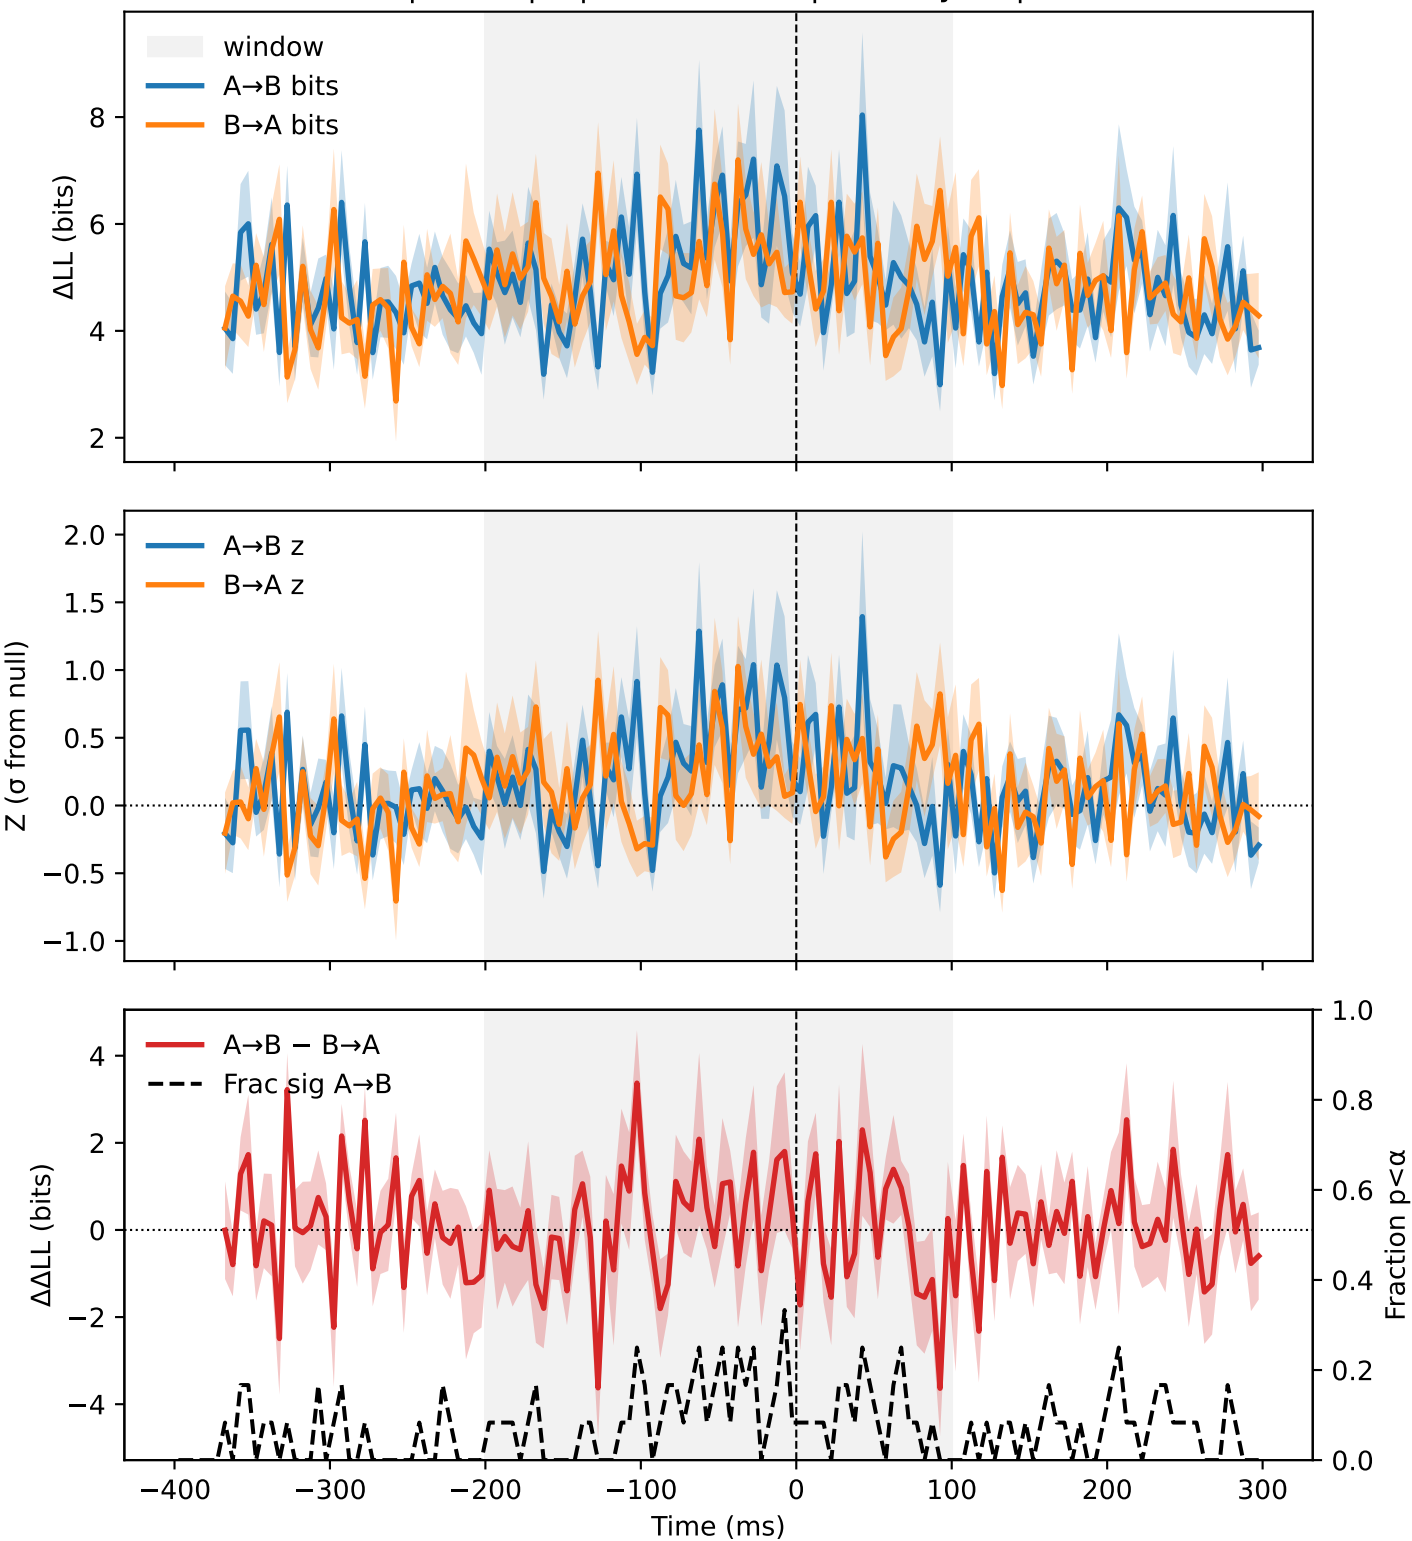 window
A→B bits
B→A bits
ΔLL (bits)
8
6
4
2
A→B z
B→A z
Z (σ from null)
2.0
1.5
1.0
0.5
0.0
−0.5
−1.0
A→B − B→A
Frac sig A→B
ΔΔLL (bits)
4
2
0
−2
−4
1.0
0.8
0.6
0.4
0.2
0.0
Fraction p<α
−400 −300 −200 −100 0 100 200 300
Time (ms)